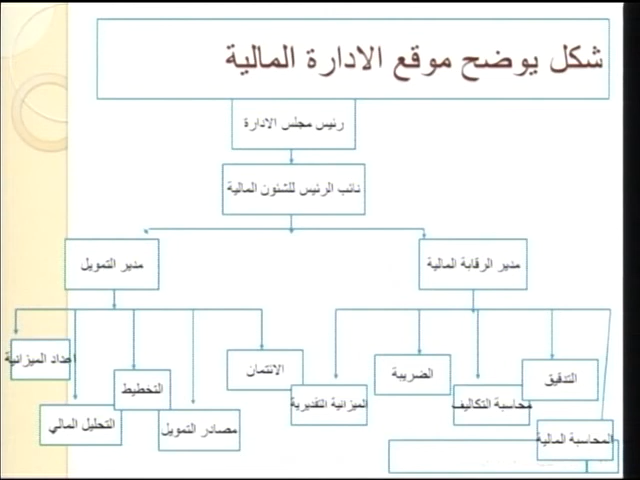 شكل يوضح موقع الادارة المالية
رئيس مجلس الادارة
نائب الرئيس للشئون المالية
مدير الرقابة المالية
مدير التمويل
التدقيق
الضريبة
الانتمان
اعداد الميزانية
المحاسبة المالية
محاسبة التكاليف
الميزانية التقديرية
التخطيط
مصادر التمويل
التحليل المالي